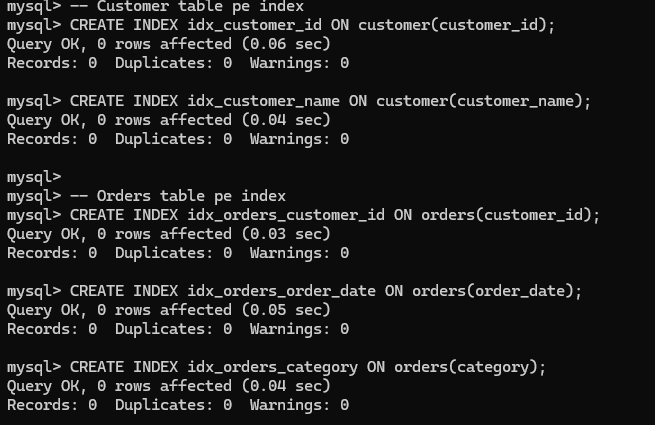 mysql> -- Customer table pe index
mysql> CREATE INDEX idx_customer_id ON customer(customer_id);
Query OK, 0 rows affected (0.06 sec)
Records: 0  Duplicates: 0  Warnings: 0
mysql> CREATE INDEX idx_customer_name ON customer(customer_name);
Query OK, 0 rows affected (0.04 sec)
Records: 0  Duplicates: 0  Warnings: 0
mysql>
mysql> -- Orders table pe index
mysql> CREATE INDEX idx_orders_customer_id ON orders(customer_id);
Query OK, 0 rows affected (0.03 sec)
Records: 0  Duplicates: 0  Warnings: 0
mysql> CREATE INDEX idx_orders_order_date ON orders(order_date);
Query OK, 0 rows affected (0.05 sec)
Records: 0  Duplicates: 0  Warnings: 0
mysql> CREATE INDEX idx_orders_category ON orders(category);
Query OK, 0 rows affected (0.04 sec)
Records: 0  Duplicates: 0  Warnings: 0